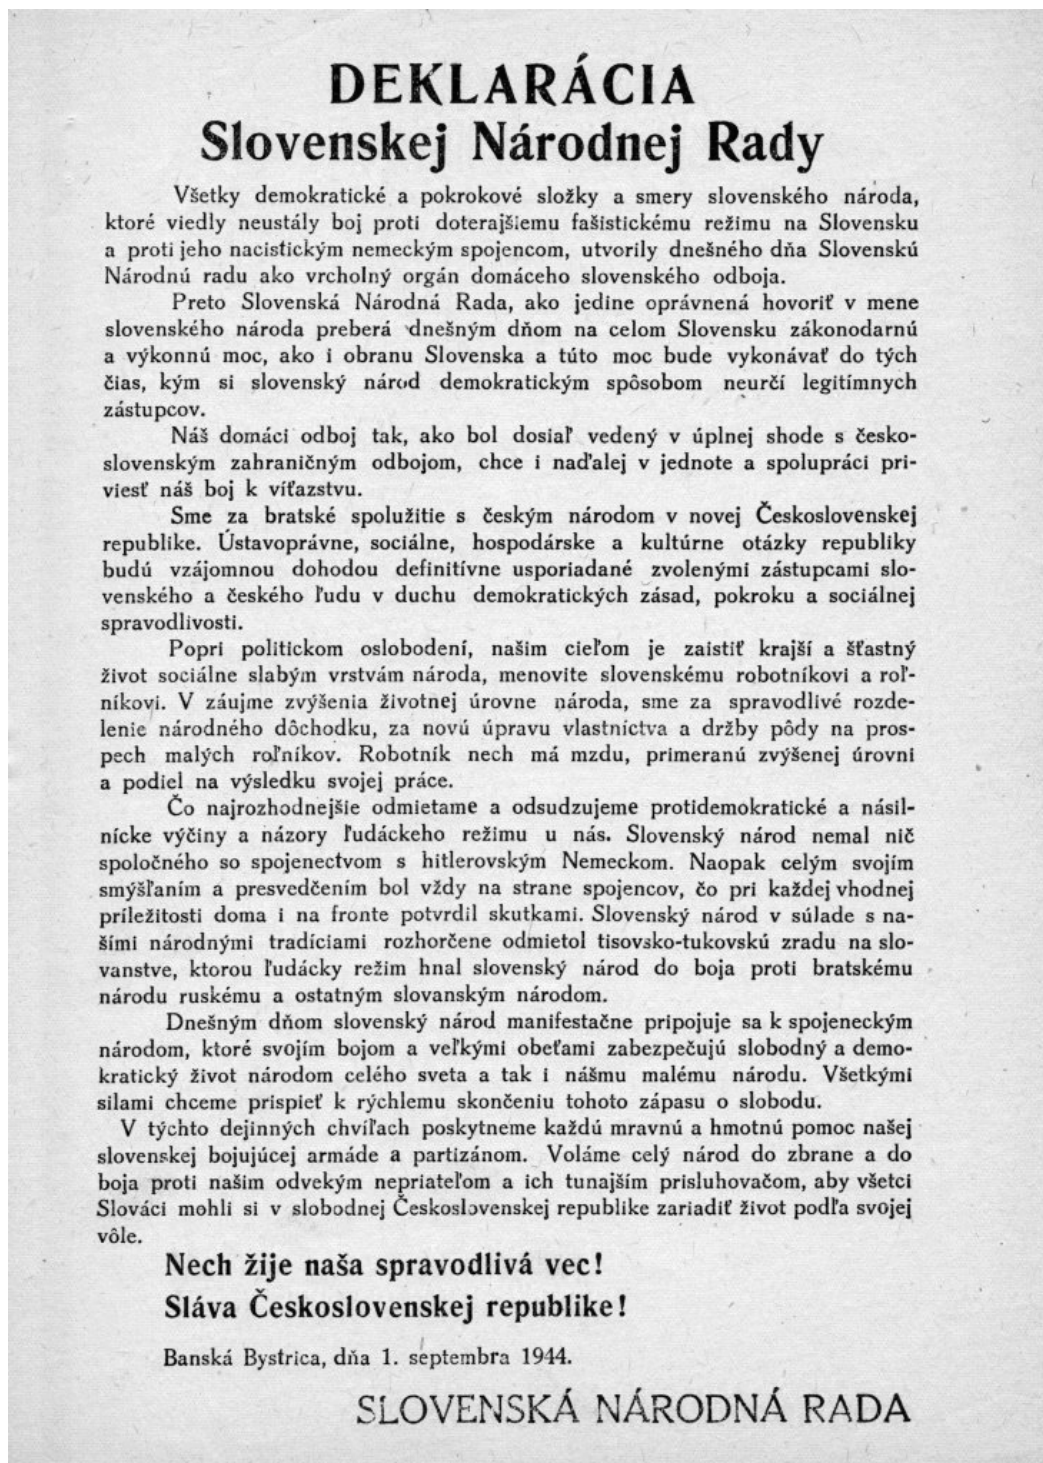 DEKLARÁCIA
Slovenskej Národnej Rady
Všetky demokratické a pokrokové složky a smery slovenského národa,
ktoré viedly neustály boj proti doterajšiemu fašistickému režimu na Slovensku
a proti jeho nacistickým nemeckým spojencom, utvorily dnešného dňa Slovenskú
Národnú radu ako vrcholný orgán domáceho slovenského odboja.
Preto Slovenská Národná Rada, ako jedine oprávnená hovoriť v mene
slovenského národa preberá dnešným dňom na celom Slovensku zákonodarnú
a výkonnú moc, ako i obranu Slovenska a túto moc bude vykonávať do tých
čias, kým si slovenský národ demokratickým spôsobom neurčí legitímnych
zástupcov.
Náš domáci odboj tak, ako bol dosiaľ vedený v úplnej shode s česko-
slovenským zahraničným odbojom, chce i naďalej v jednote a spolupráci pri-
viesť náš boj k víťazstvu.
Sme za bratské spolužitie s českým národom v novej Československej
republike. Ústavoprávne, sociálne, hospodárske a kultúrne otázky republiky
budú vzájomnou dohodou definitívne usporiadané zvolenými zástupcami slo-
venského a českého ľudu v duchu demokratických zásad, pokroku a sociálnej
spravodlivosti.
Popri politickom oslobodení, našim cieľom je zaistiť krajší a šťastný
život sociálne slabým vrstvám národa, menovite slovenskému robotníkovi a roľ-
níkovi. V záujme zvýšenia životnej úrovne národa, sme za spravodlivé rozde-
lenie národného dôchodku, za novú úpravu vlastníctva a držby pôdy na pros-
pech malých roľníkov. Robotník nech má mzdu, primeranú zvýšenej úrovni
a podiel na výsledku svojej práce.
Čo najrozhodnejšie odmietame a odsudzujeme protidemokratické a násil-
nícke výčiny a názory ľudáckeho režimu u nás. Slovenský národ nemal nič
spoločného so spojenectvom s hitlerovským Nemeckom. Naopak celým svojím
smýšľaním a presvedčením bol vždy na strane spojencov, čo pri každej vhodnej
príležitosti doma i na fronte potvrdil skutkami. Slovenský národ v súlade s na-
šími národnými tradíciami rozhorčene odmietol tisovsko-tukovskú zradu na slo-
vanstve, ktorou ľudácky režim hnal slovenský národ do boja proti bratskému
národu ruskému a ostatným slovanským národom.
Dnešným dňom slovenský národ manifestačne pripojuje sa k spojeneckým
národom, ktoré svojím bojom a veľkými obeťami zabezpečujú slobodný a demo-
kratický život národom celého sveta a tak i nášmu malému národu. Všetkými
silami chceme prispieť k rýchlemu skončeniu tohoto zápasu o slobodu.
V týchto dejinných chvíľach poskytneme každú mravnú a hmotnú pomoc našej
slovenskej bojujúcej armáde a partizánom. Voláme celý národ do zbrane a do
boja proti našim odvekým nepriateľom a ich tunajším prisluhovačom, aby všetci
Slováci mohli si v slobodnej Československej republike zariadiť život podľa svojej
vôle.
Nech žije naša spravodlivá vec!
Sláva Československej republike!
Banská Bystrica, dňa 1. septembra 1944.
SLOVENSKÁ NÁRODNÁ RADA